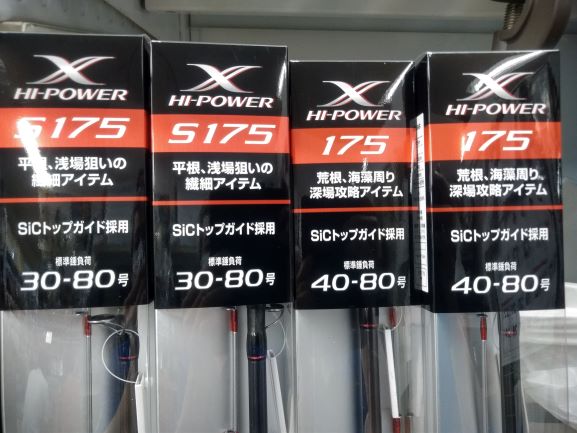 HI-POWER
S175
平根、浅場狙いの
繊細アイテム
SiCトップガイド採用
標準錘負荷
30-80号
HI-POWER
S175
平根、浅場狙いの
繊細アイテム
SiCトップガイド採用
標準錘負荷
30-80号
HI-POWER
175
荒根、海藻周り
深場攻略アイテム
SiCトップガイド採用
標準錘負荷
40-80号
HI-POWER
175
荒根、海藻周り、
深場攻略アイテム
SiCトップガイド採用
標準錘負荷
40-80号